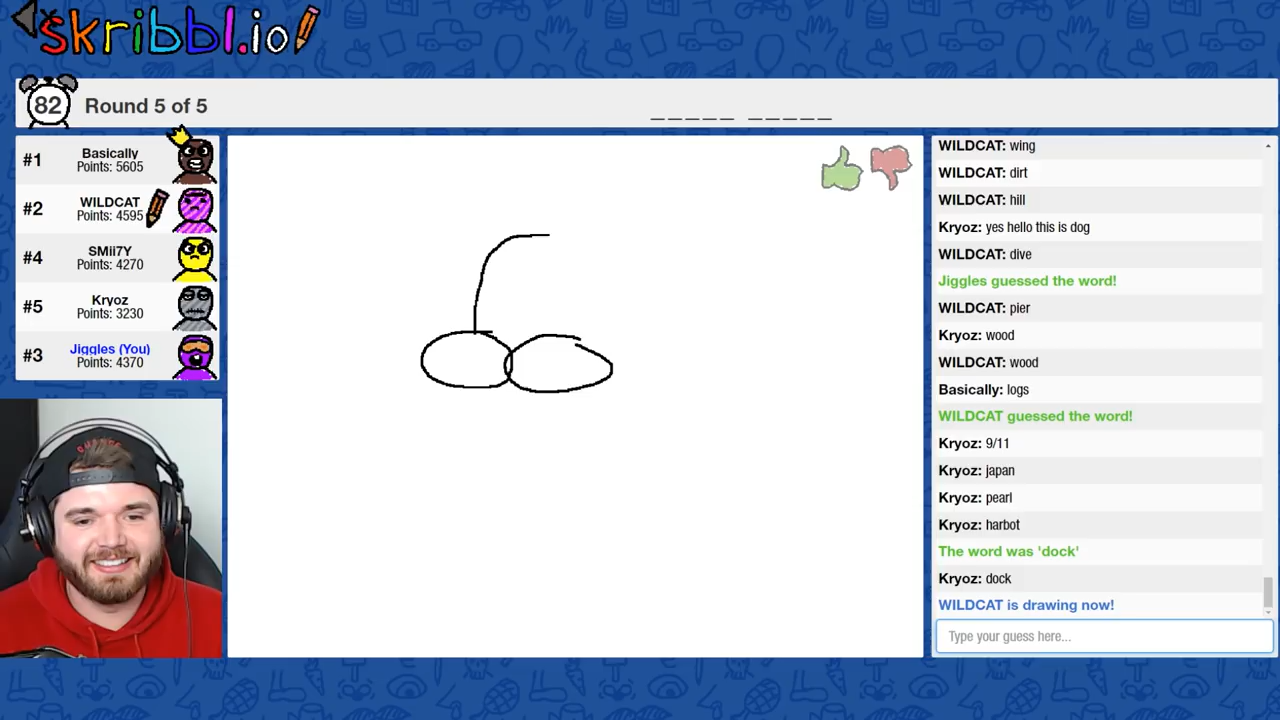 skribbl.io
82
Round 5 of 5
_____ _____
#1 Basically
Points: 5605
#2 WILDCAT
Points: 4595
#4 SMii7Y
Points: 4270
#5 Kryoz
Points: 3230
#3 Jiggles (You)
Points: 4370
WILDCAT: wing
WILDCAT: dirt
WILDCAT: hill
Kryoz: yes hello this is dog
WILDCAT: dive
Jiggles guessed the word!
WILDCAT: pier
Kryoz: wood
WILDCAT: wood
Basically: logs
WILDCAT guessed the word!
Kryoz: 9/11
Kryoz: japan
Kryoz: pearl
Kryoz: harbot
The word was 'dock'
Kryoz: dock
WILDCAT is drawing now!
Type your guess here...